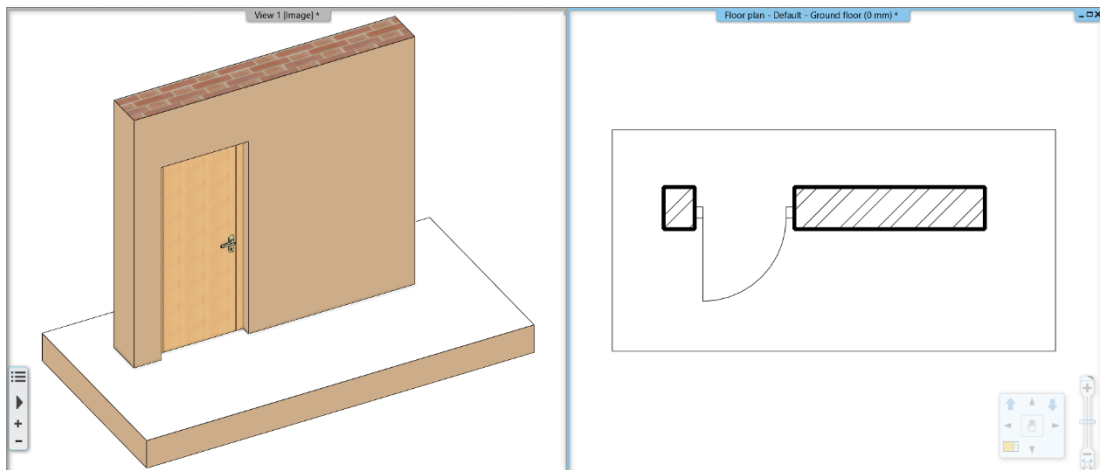 View 1 [Image] *
Floor plan - Default - Ground floor (0 mm) *